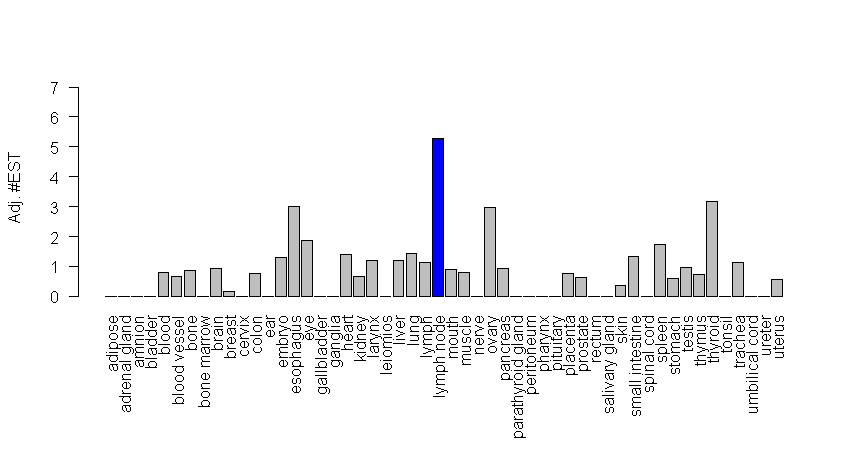 Adj. #EST
7
6
5
4
3
2
1
0
adipose
adrenal gland
amnion
bladder
blood
blood vessel
bone
bone marrow
brain
breast
cervix
colon
ear
embryo
esophagus
eye
gallbladder
ganglia
heart
kidney
larynx
leiomios
liver
lung
lymph
lymph node
mouth
muscle
nerve
ovary
pancreas
parathyroid gland
peritoneum
pharynx
pituitary
placenta
prostate
rectum
salivary gland
skin
small intestine
spinal cord
spleen
stomach
testis
thymus
thyroid
tonsil
trachea
umbilical cord
ureter
uterus